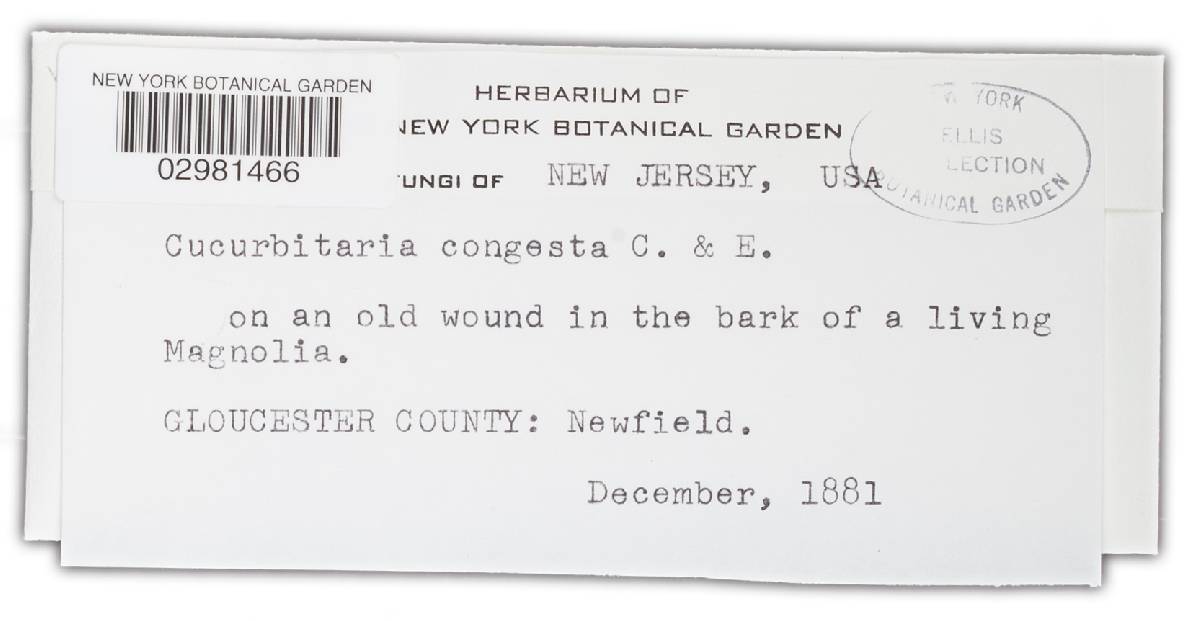 NEW YORK BOTANICAL GARDEN
02981466
HERBARIUM OF
NEW YORK BOTANICAL GARDEN
UNGI OF NEW JERSEY, USA
YORK
ELLIS
LECTION
BOTANICAL GARDEN
Cucurbitaria congesta C. & E.
on an old wound in the bark of a living
Magnolia.
GLOUCESTER COUNTY: Newfield.
December, 1881